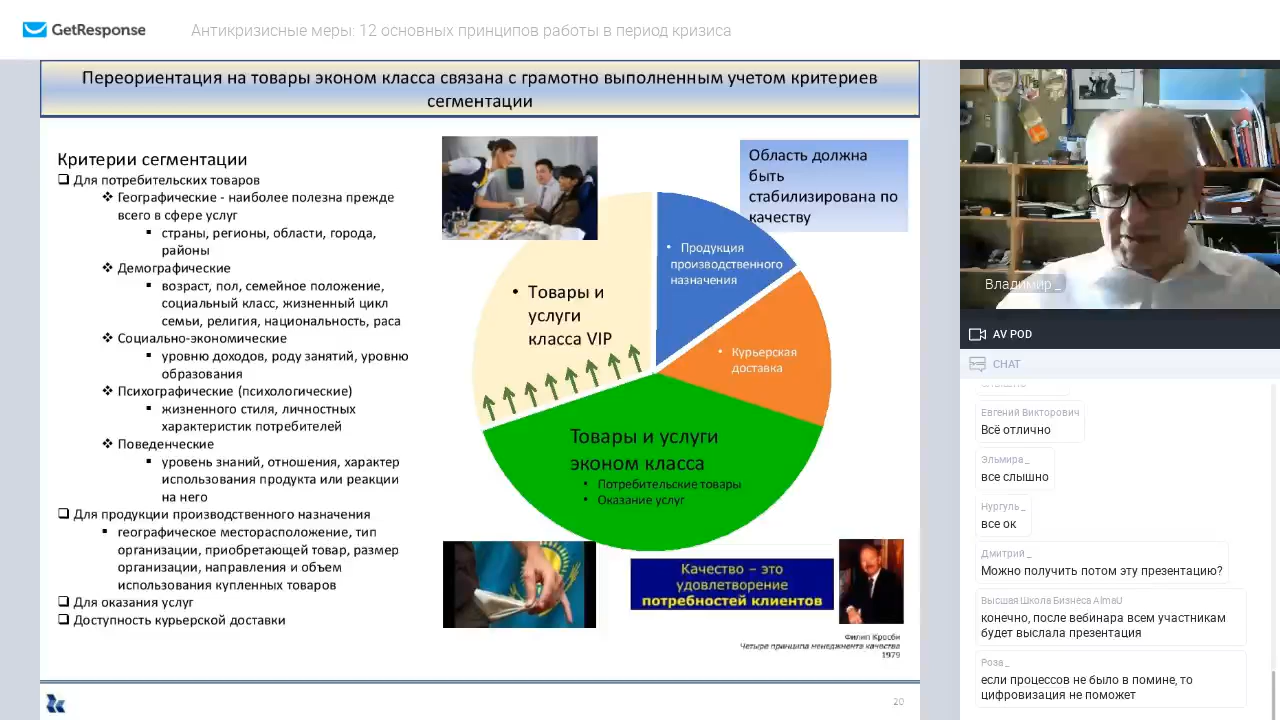 GetResponse
Антикризисные меры: 12 основных принципов работы в период кризиса
Переориентация на товары эконом класса связана с грамотно выполненным учетом критериев
сегментации
Критерии сегментации
Для потребительских товаров
Географические - наиболее полезна прежде
всего в сфере услуг
страны, регионы, области, города,
районы
Демографические
возраст, пол, семейное положение,
социальный класс, жизненный цикл
семьи, религия, национальность, раса
Социально-экономические
уровню доходов, роду занятий, уровню
образования
Психографические (психологические)
жизненного стиля, личностных
характеристик потребителей
Поведенческие
уровень знаний, отношения, характер
использования продукта или реакции
на него
Для продукции производственного назначения
географическое месторасположение, тип
организации, приобретающей товар, размер
организации, направления и объем
использования купленных товаров
Для оказания услуг
Доступность курьерской доставки
Область должна
быть
стабилизирована по
качеству
• Продукция
производственного
назначения
• Товары и
услуги
класса VIP
• Курьерская
доставка
Товары и услуги
эконом класса
• Потребительские товары
• Оказание услуг
Качество – это
удовлетворение
потребностей клиентов
Филип Кросби
Четыре принципа менеджмента качества
1979
20
Владимир _
AV POD
CHAT
Евгений Викторович
Всё отлично
Эльмира _
все слышно
Нургуль _
все ок
Дмитрий _
Можно получить потом эту презентацию?
Высшая Школа Бизнеса AlmaU
конечно, после вебинара всем участникам
будет выслала презентация
Роза _
если процессов не было в помине, то
цифровизация не поможет